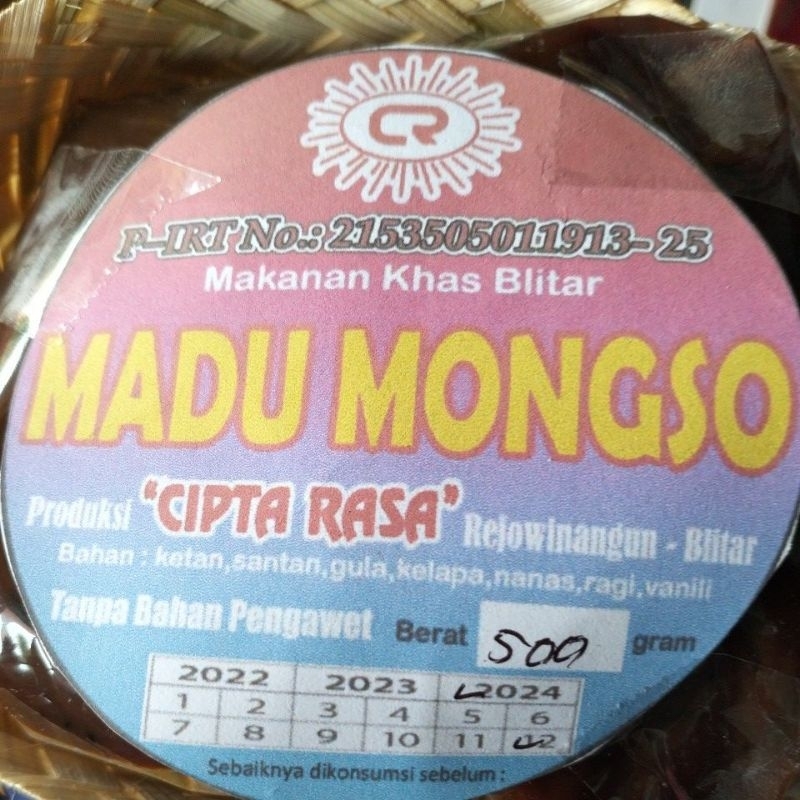 CR
P-IRT No.: 2153505011913- 25
Makanan Khas Blitar
MADU MONGSO
Produksi "CIPTA RASA" Rejowinangun - Blitar
Bahan : ketan,santan,gula,kelapa,nanas,ragi,vanili
Tanpa Bahan Pengawet Berat 500 gram
2022 2023 2024
1 2 3 4 5 6
7 8 9 10 11 12
Sebaiknya dikonsumsi sebelum :